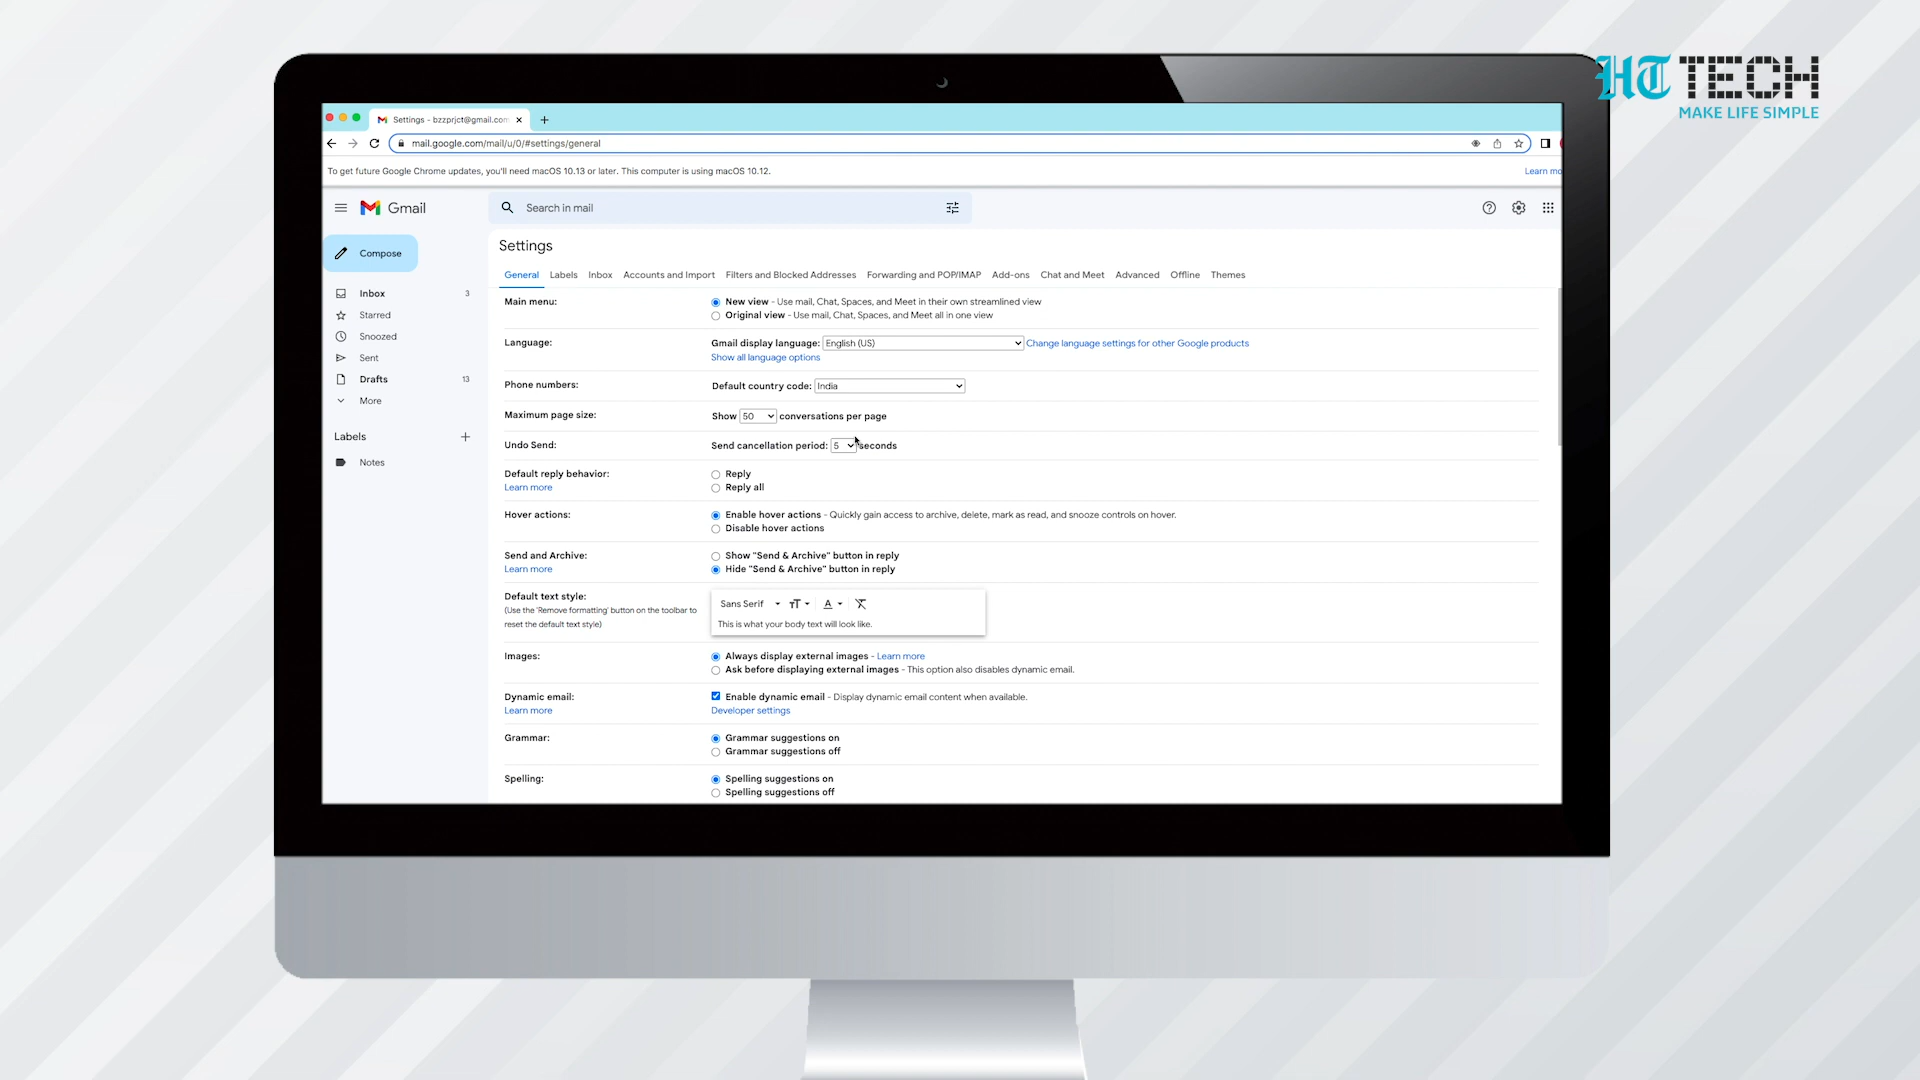 HT TECH
MAKE LIFE SIMPLE
Settings - bzzprjct@gmail.com
mail.google.com/mail/u/0/#settings/general
To get future Google Chrome updates, you'll need macOS 10.13 or later. This computer is using macOS 10.12.
Learn mo
Gmail
Search in mail
Compose
Inbox 3
Starred
Snoozed
Sent
Drafts 13
More
Labels
Notes
Settings
General Labels Inbox Accounts and Import Filters and Blocked Addresses Forwarding and POP/IMAP Add-ons Chat and Meet Advanced Offline Themes
Main menu:
New view - Use mail, Chat, Spaces, and Meet in their own streamlined view
Original view - Use mail, Chat, Spaces, and Meet all in one view
Language:
Gmail display language: English (US) Change language settings for other Google products
Show all language options
Phone numbers:
Default country code: India
Maximum page size:
Show 50 conversations per page
Undo Send:
Send cancellation period: 5 seconds
Default reply behavior:
Learn more
Reply
Reply all
Hover actions:
Enable hover actions - Quickly gain access to archive, delete, mark as read, and snooze controls on hover.
Disable hover actions
Send and Archive:
Learn more
Show "Send & Archive" button in reply
Hide "Send & Archive" button in reply
Default text style:
(Use the 'Remove formatting' button on the toolbar to
reset the default text style)
Sans Serif
This is what your body text will look like.
Images:
Always display external images - Learn more
Ask before displaying external images - This option also disables dynamic email.
Dynamic email:
Learn more
Enable dynamic email - Display dynamic email content when available.
Developer settings
Grammar:
Grammar suggestions on
Grammar suggestions off
Spelling:
Spelling suggestions on
Spelling suggestions off